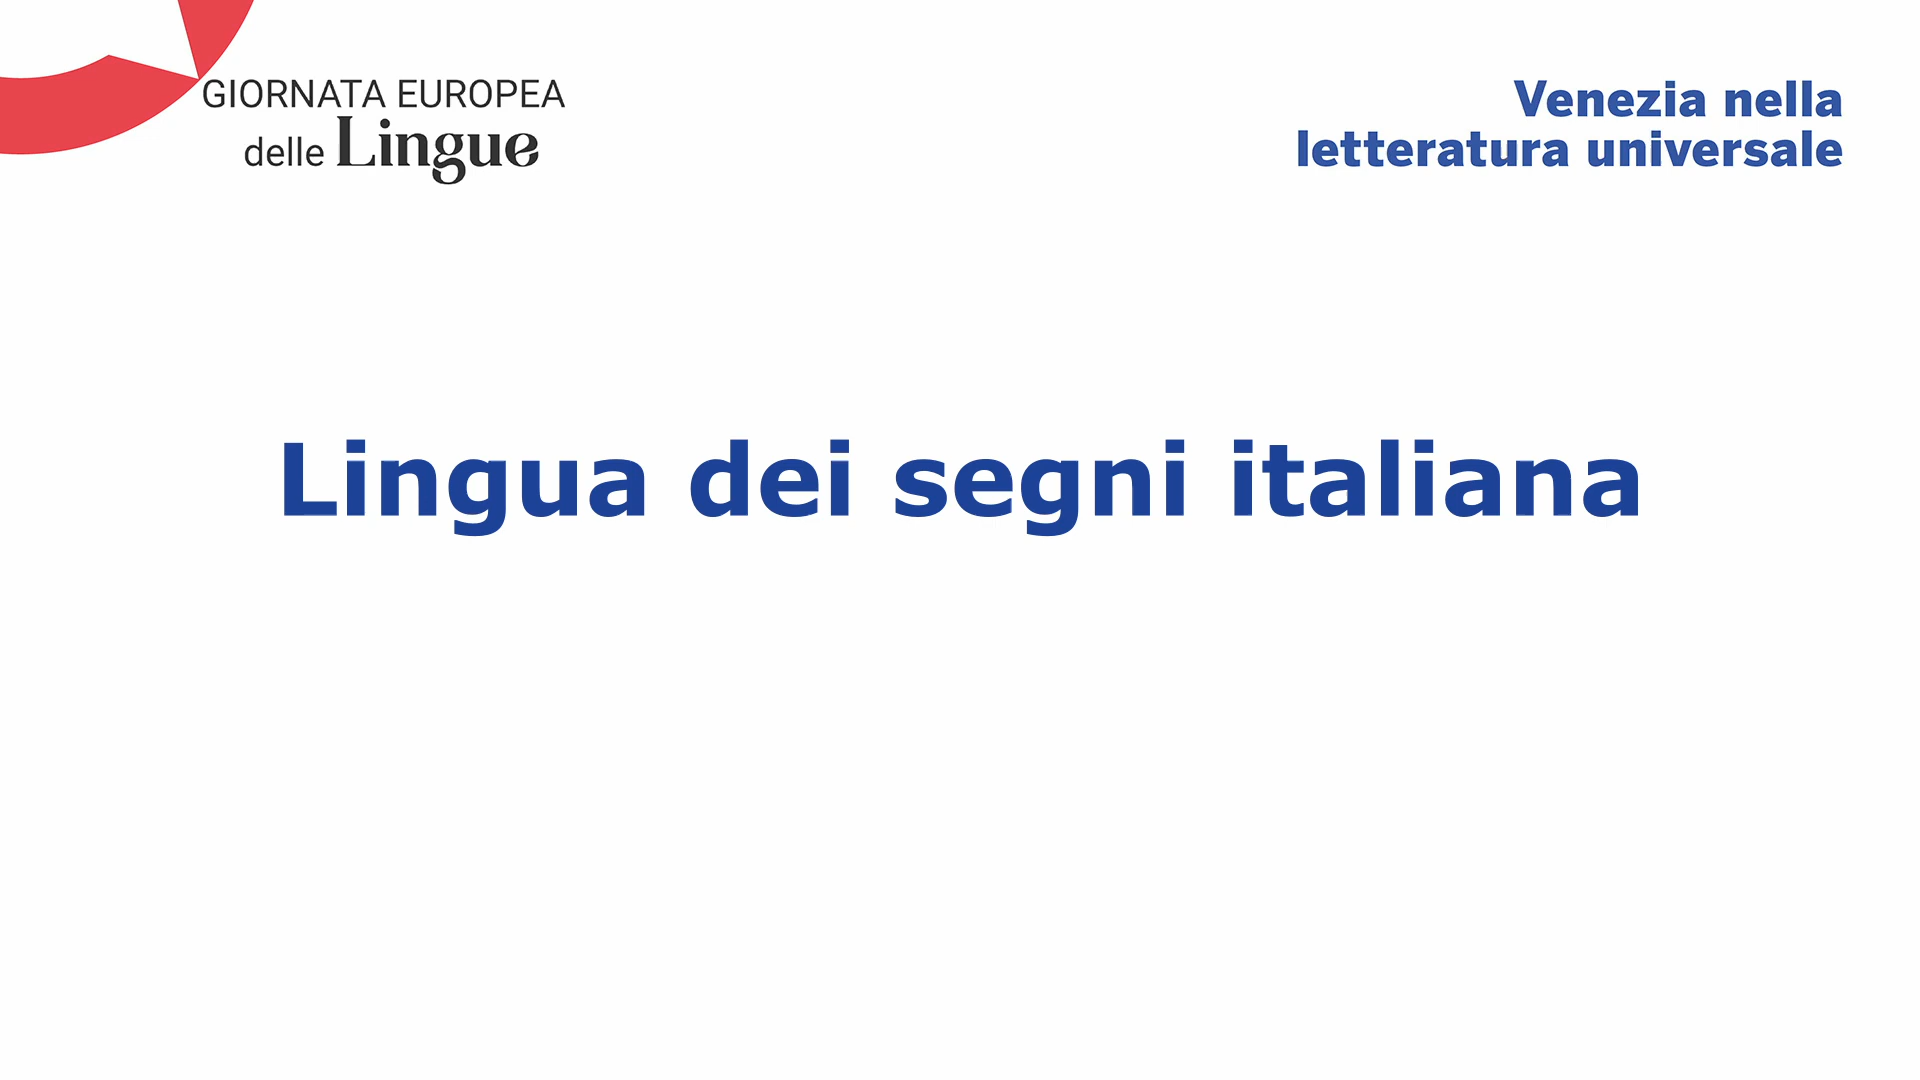 GIORNATA EUROPEA
delle Lingue
Venezia nella
letteratura universale
Lingua dei segni italiana